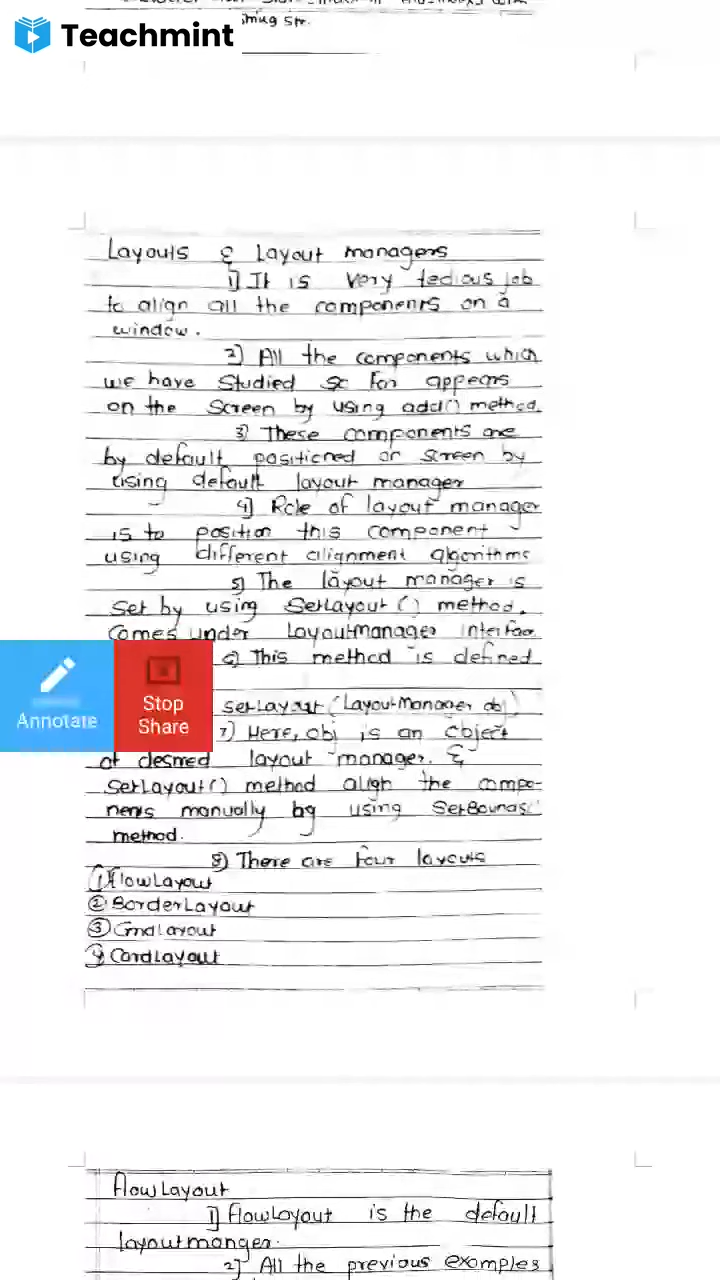 Teachmint
Layouts & Layout managers
1) It is very tedious job
to align all the components on a
window.
2) All the components which
we have studied so far appears
on the screen by using add() method.
3) These components are
by default positioned on screen by
using default layout manager
4) Role of layout manager
is to position this component
using different alignment algorithms
5) The layout manager is
set by using SetLayout () method.
Comes under LayoutManager interface
6) This method is defined
Annotate
Stop
Share
setLayout (LayoutManager obj)
7) Here, obj is an object
of desired layout manager. &
SetLayout() method align the compo-
nents manually by using SetBounds()
method.
8) There are four layouts
① FlowLayout
② BorderLayout
③ GridLayout
④ CardLayout
FlowLayout
1) FlowLayout is the default
layoutmanger.
2) All the previous examples